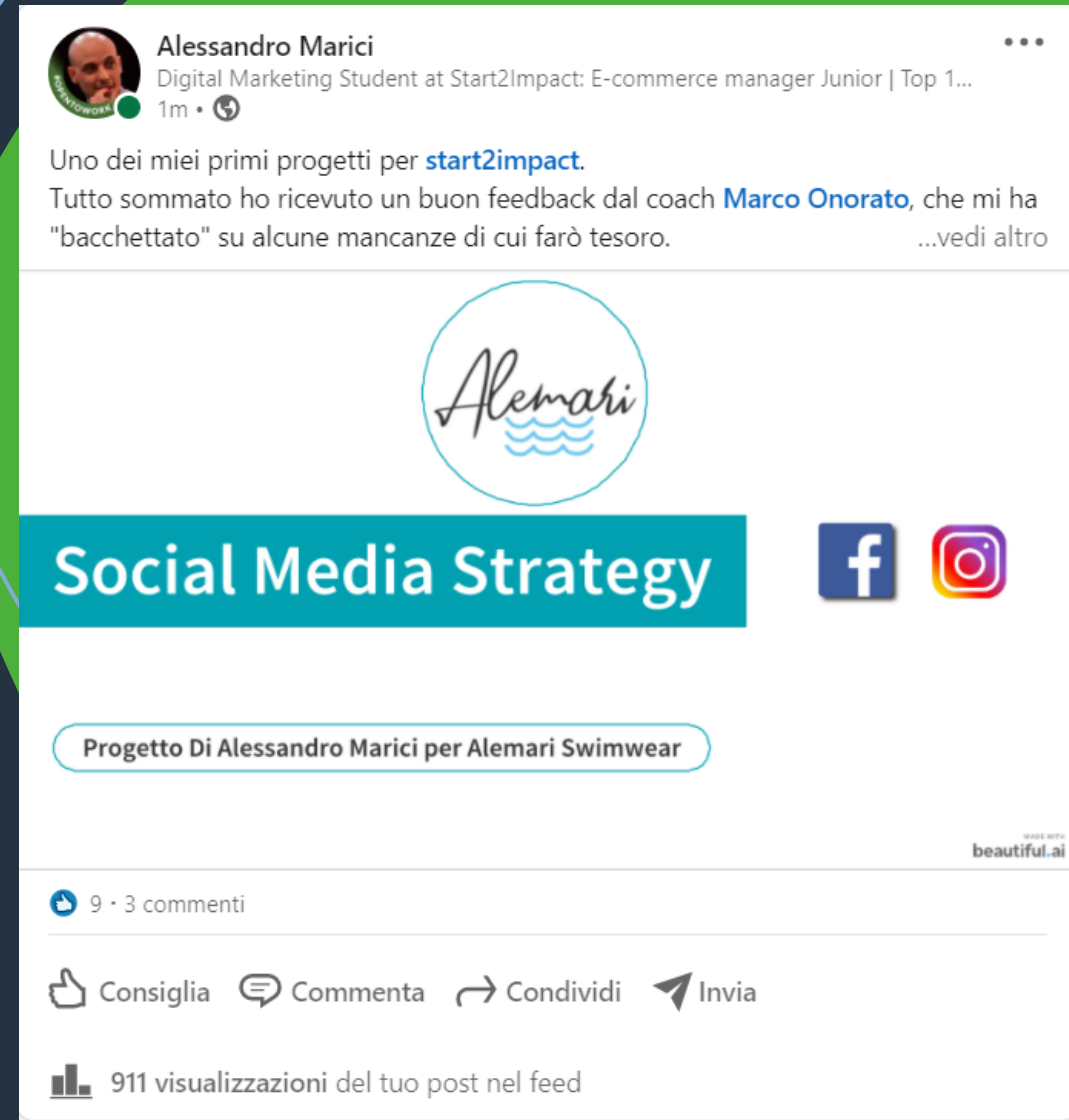 Alessandro Marici
Digital Marketing Student at Start2Impact: E-commerce manager Junior | Top 1...
1m •
#OPENTOWORK
Uno dei miei primi progetti per start2impact.
Tutto sommato ho ricevuto un buon feedback dal coach Marco Onorato, che mi ha
"bacchettato" su alcune mancanze di cui farò tesoro. ...vedi altro
Alemari
Social Media Strategy
Progetto Di Alessandro Marici per Alemari Swimwear
MADE WITH
beautiful.ai
9 · 3 commenti
Consiglia Commenta Condividi Invia
911 visualizzazioni del tuo post nel feed